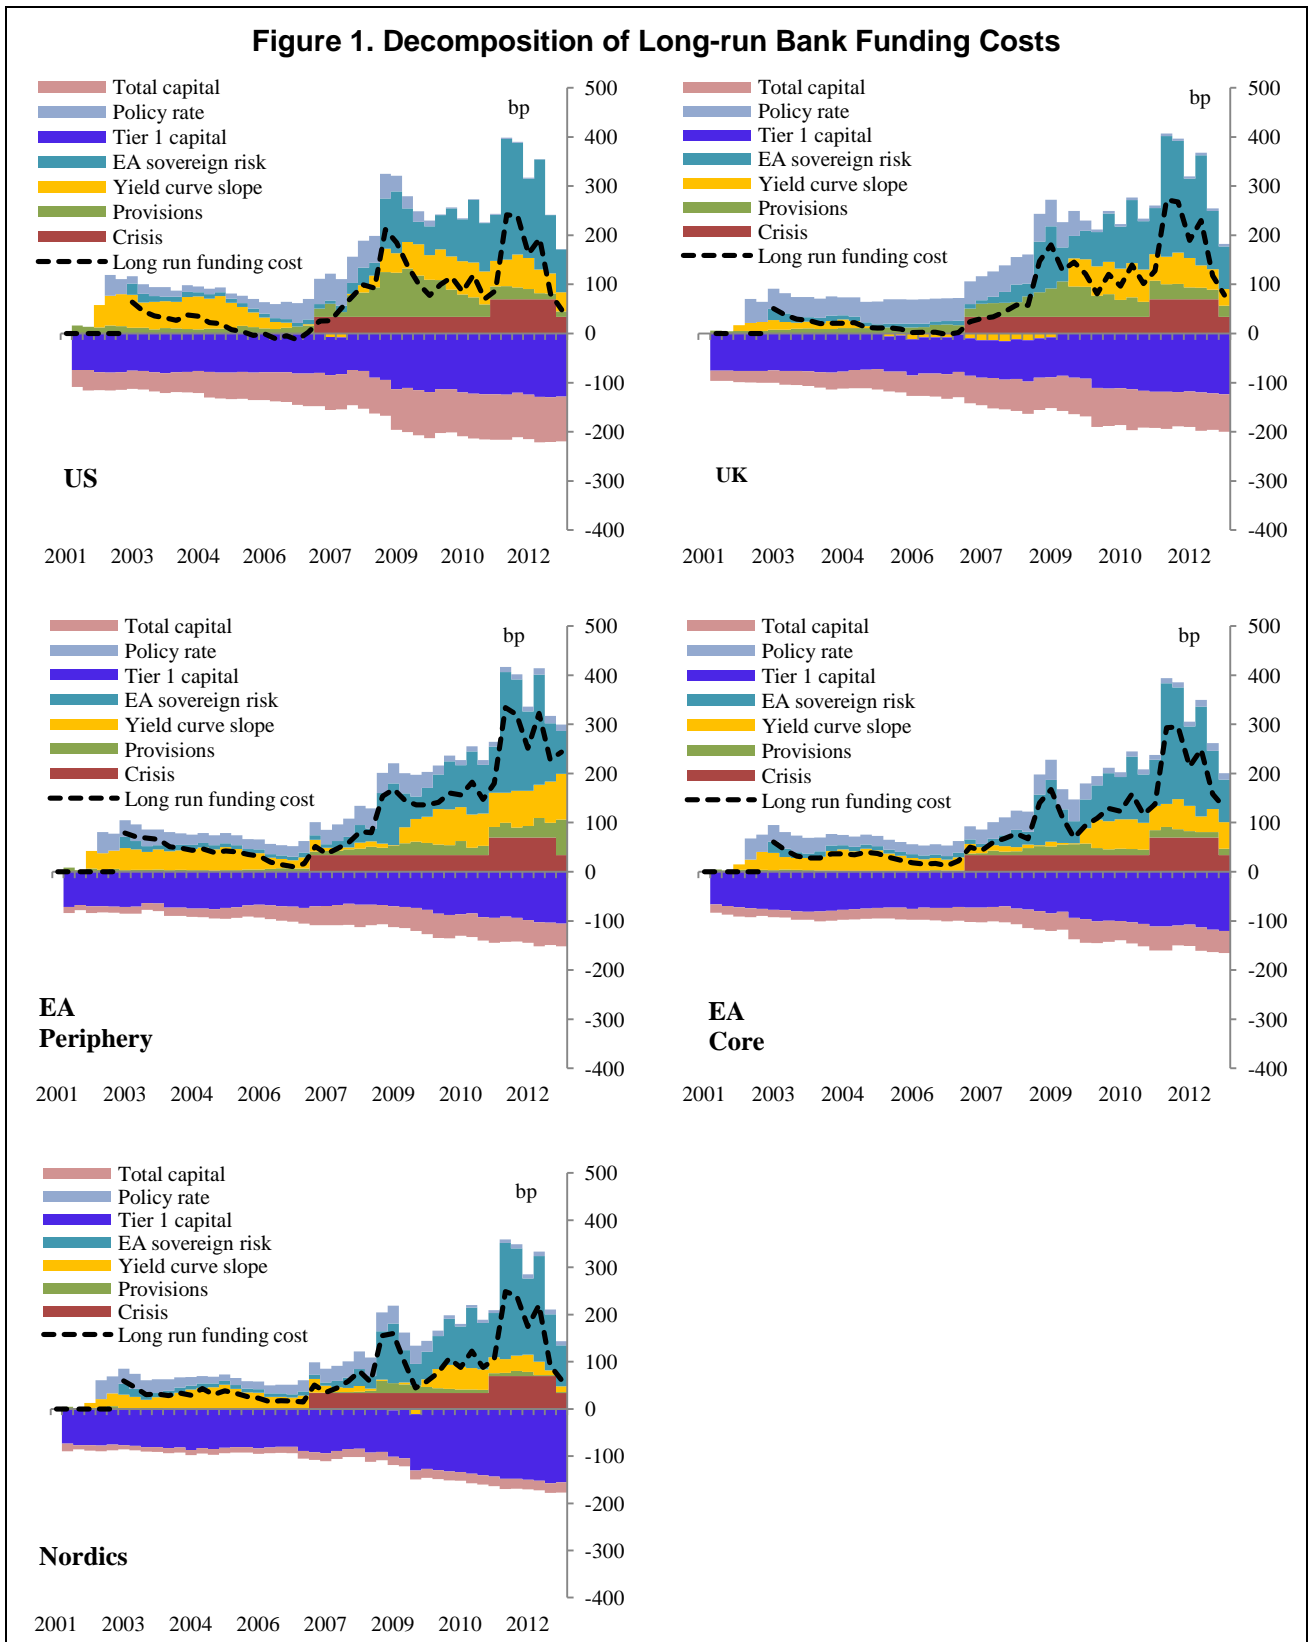 Figure 1. Decomposition of Long-run Bank Funding Costs
Total capital
Policy rate
Tier 1 capital
EA sovereign risk
Yield curve slope
Provisions
Crisis
Long run funding cost
bp
500
400
300
200
100
0
-100
-200
-300
-400
US
2001 2003 2004 2006 2007 2009 2010 2012
Total capital
Policy rate
Tier 1 capital
EA sovereign risk
Yield curve slope
Provisions
Crisis
Long run funding cost
bp
500
400
300
200
100
0
-100
-200
-300
-400
UK
2001 2003 2004 2006 2007 2009 2010 2012
Total capital
Policy rate
Tier 1 capital
EA sovereign risk
Yield curve slope
Provisions
Crisis
Long run funding cost
bp
500
400
300
200
100
0
-100
-200
-300
-400
EA
Periphery
2001 2003 2004 2006 2007 2009 2010 2012
Total capital
Policy rate
Tier 1 capital
EA sovereign risk
Yield curve slope
Provisions
Crisis
Long run funding cost
bp
500
400
300
200
100
0
-100
-200
-300
-400
EA
Core
2001 2003 2004 2006 2007 2009 2010 2012
Total capital
Policy rate
Tier 1 capital
EA sovereign risk
Yield curve slope
Provisions
Crisis
Long run funding cost
bp
500
400
300
200
100
0
-100
-200
-300
-400
Nordics
2001 2003 2004 2006 2007 2009 2010 2012